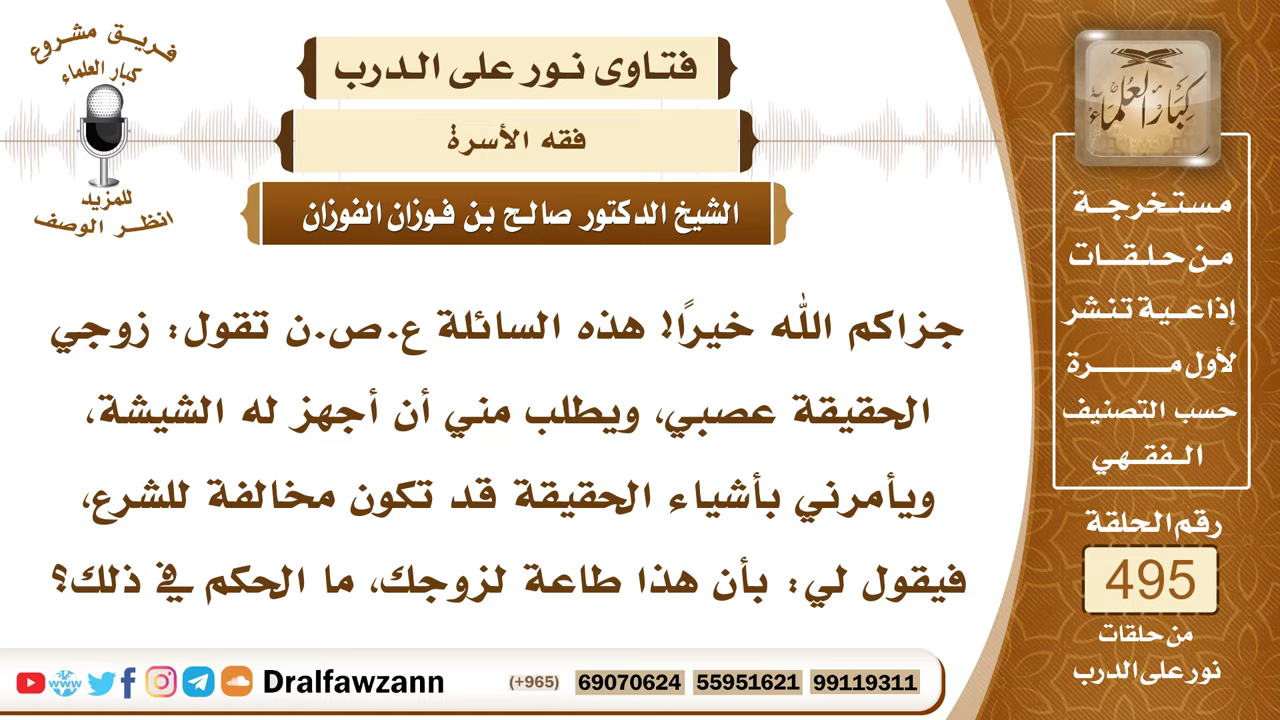 فريق مشروع
كبار العلماء
للمزيد
انظر الوصف
فتاوى نور على الدرب
فقه الأسرة
الشيخ الدكتور صالح بن فوزان الفوزان
جزاكم الله خيرًا! هذه السائلة ع.ص.ن تقول: زوجي
الحقيقة عصبي، ويطلب مني أن أجهز له الشيشة،
ويأمرني بأشياء الحقيقة قد تكون مخالفة للشرع،
فيقول لي: بأن هذا طاعة لزوجك، ما الحكم في ذلك؟
كبار العلماء
مستخرجة
من حلقات
إذاعية تنشر
لأول مرة
حسب التصنيف
الفقهي
رقم الحلقة
495
من حلقات
نور على الدرب
www
Dralfawzann
(+965) 69070624 55951621 99119311